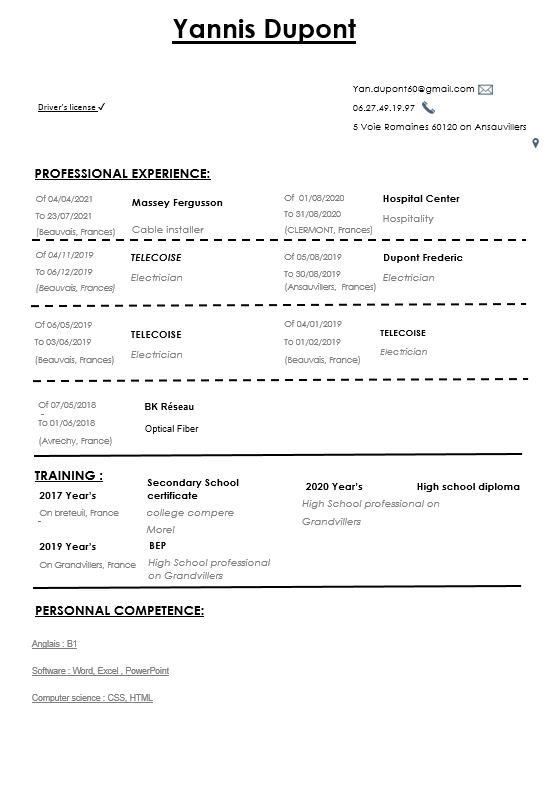 Yannis Dupont
Yan.dupont60@gmail.com
Driver's license ✓
06.27.49.19.97
5 Voie Romaines 60120 on Ansauvillers
PROFESSIONAL EXPERIENCE:
Of 04/04/2021
Massey Fergusson
To 23/07/2021
Cable installer
(Beauvais, Frances)
Of 01/08/2020
Hospital Center
To 31/08/2020
Hospitality
(CLERMONT, Frances)
Of 04/11/2019
TELECOISE
To 06/12/2019
Electrician
(Beauvais, Frances)
Of 05/08/2019
Dupont Frederic
To 30/08/2019
Electrician
(Ansauvillers, Frances)
Of 06/05/2019
TELECOISE
To 03/06/2019
Electrician
(Beauvais, Frances)
Of 04/01/2019
TELECOISE
To 01/02/2019
Electrician
(Beauvais, France)
Of 07/05/2018
BK Réseau
To 01/06/2018
Optical Fiber
(Avrechy, France)
TRAINING :
2017 Year's
Secondary School
certificate
On breteuil, France
college compere
Morel
2020 Year's
High school diploma
High School professional on
Grandvillers
2019 Year's
BEP
On Grandvillers, France
High School professional
on Grandvillers
PERSONNAL COMPETENCE:
Anglais : B1
Software : Word, Excel , PowerPoint
Computer science : CSS, HTML